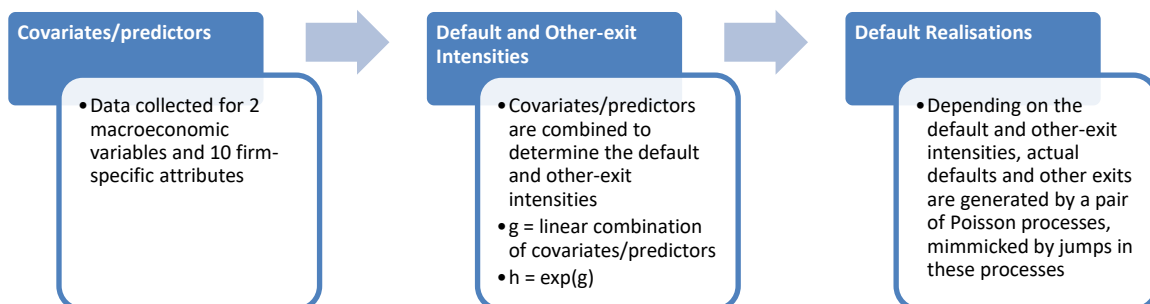 Covariates/predictors
•Data collected for 2
macroeconomic
variables and 10 firm-
specific attributes
Default and Other-exit
Intensities
•Covariates/predictors
are combined to
determine the default
and other-exit
intensities
•g = linear combination
of covariates/predictors
•h = exp(g)
Default Realisations
•Depending on the
default and other-exit
intensities, actual
defaults and other exits
are generated by a pair
of Poisson processes,
mimmicked by jumps in
these processes